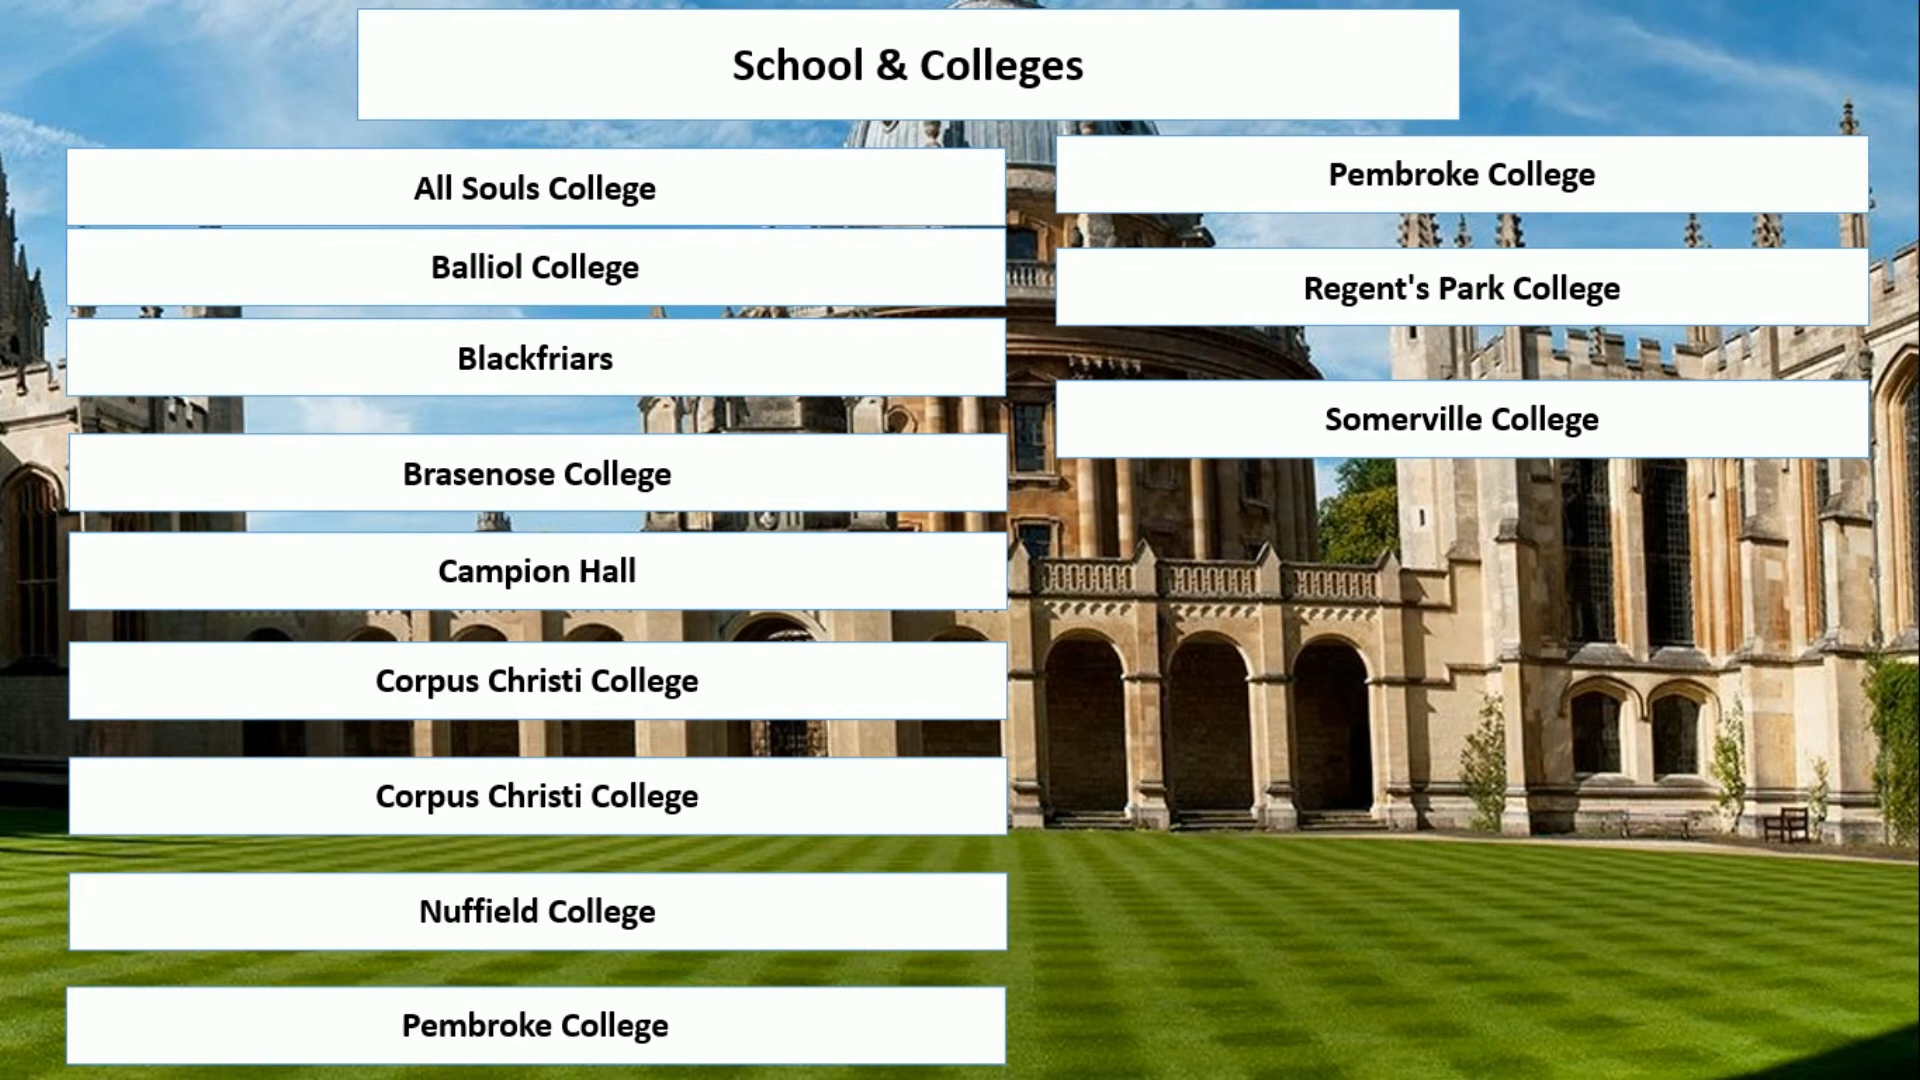 School & Colleges
All Souls College
Balliol College
Blackfriars
Brasenose College
Campion Hall
Corpus Christi College
Corpus Christi College
Nuffield College
Pembroke College
Pembroke College
Regent's Park College
Somerville College